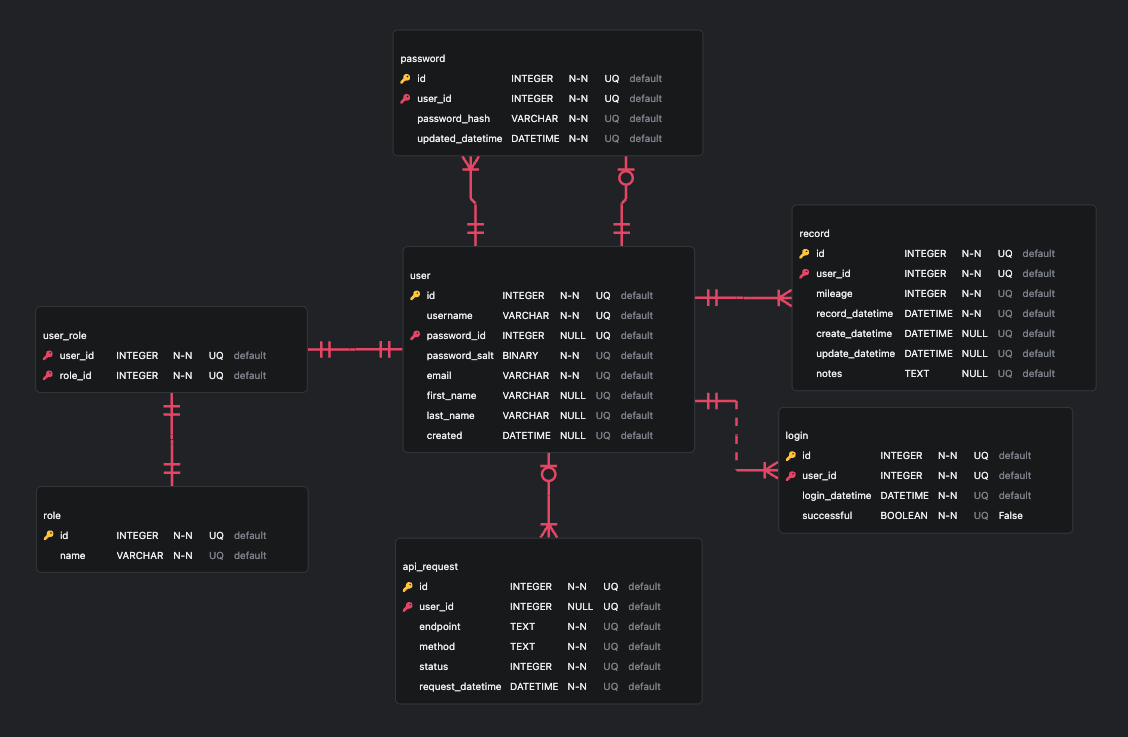 password
id INTEGER N-N UQ default
user_id INTEGER N-N UQ default
password_hash VARCHAR N-N UQ default
updated_datetime DATETIME N-N UQ default
record
id INTEGER N-N UQ default
user_id INTEGER N-N UQ default
mileage INTEGER N-N UQ default
record_datetime DATETIME N-N UQ default
create_datetime DATETIME NULL UQ default
update_datetime DATETIME NULL UQ default
notes TEXT NULL UQ default
user
id INTEGER N-N UQ default
username VARCHAR N-N UQ default
password_id INTEGER NULL UQ default
password_salt BINARY N-N UQ default
email VARCHAR N-N UQ default
first_name VARCHAR NULL UQ default
last_name VARCHAR NULL UQ default
created DATETIME NULL UQ default
user_role
user_id INTEGER N-N UQ default
role_id INTEGER N-N UQ default
login
id INTEGER N-N UQ default
user_id INTEGER N-N UQ default
login_datetime DATETIME N-N UQ default
successful BOOLEAN N-N UQ False
role
id INTEGER N-N UQ default
name VARCHAR N-N UQ default
api_request
id INTEGER N-N UQ default
user_id INTEGER NULL UQ default
endpoint TEXT N-N UQ default
method TEXT N-N UQ default
status INTEGER N-N UQ default
request_datetime DATETIME N-N UQ default